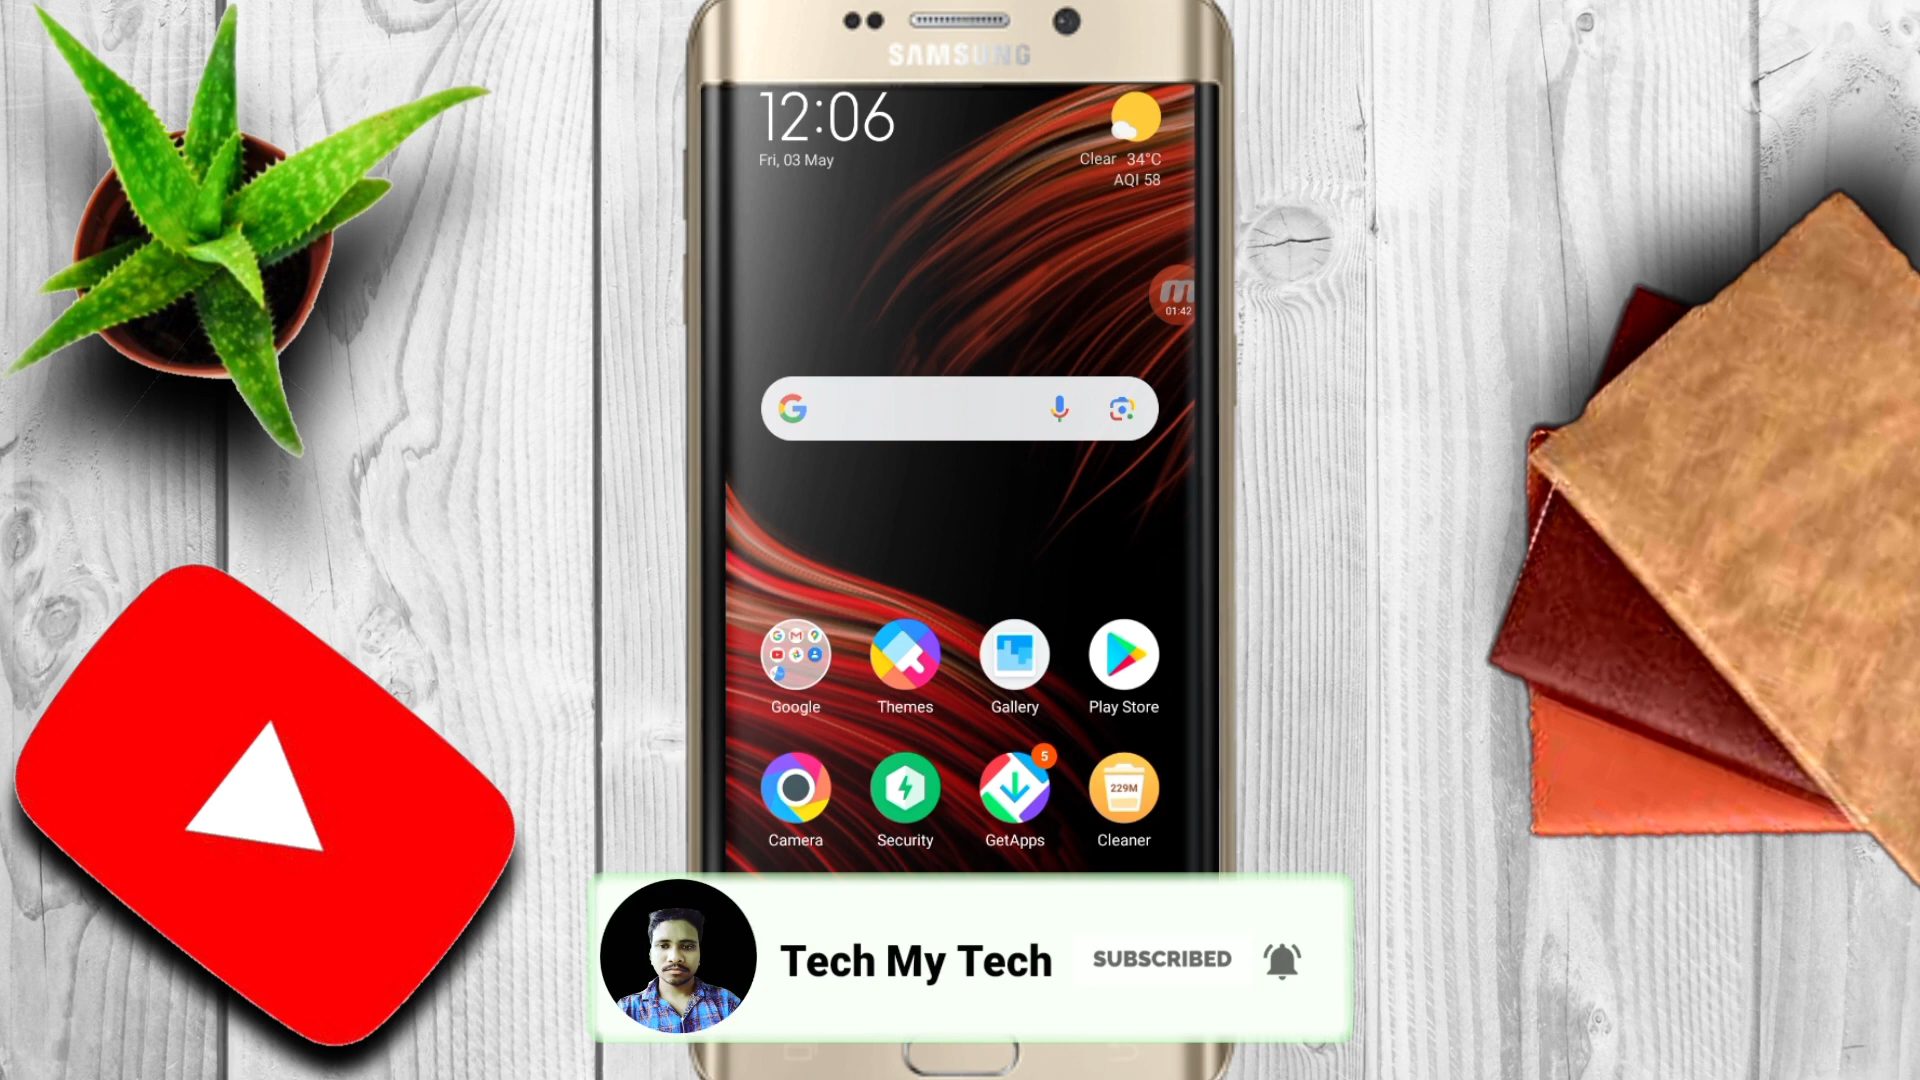 SAMSUNG
12:06
Fri, 03 May
Clear 34°C
AQI 58
m
01:42
Google
Themes
Gallery
Play Store
5
229M
Camera
Security
GetApps
Cleaner
Tech My Tech
SUBSCRIBED